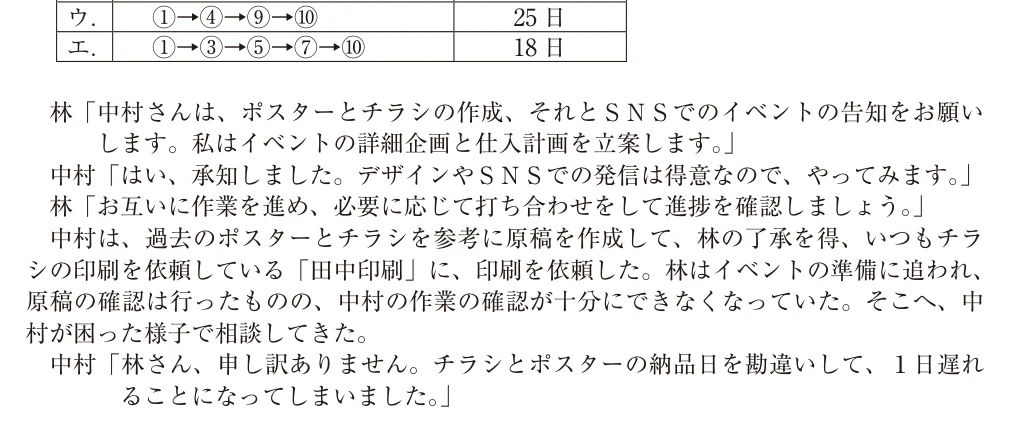 ウ. ①→④→⑨→⑩ 25日
エ. ①→③→⑤→⑦→⑩ 18日
林「中村さんは、ポスターとチラシの作成、それとＳＮＳでのイベントの告知をお願い
します。私はイベントの詳細企画と仕入計画を立案します。」
中村「はい、承知しました。デザインやＳＮＳでの発信は得意なので、やってみます。」
林「お互いに作業を進め、必要に応じて打ち合わせをして進捗を確認しましょう。」
中村は、過去のポスターとチラシを参考に原稿を作成して、林の了承を得、いつもチラ
シの印刷を依頼している「田中印刷」に、印刷を依頼した。林はイベントの準備に追われ、
原稿の確認は行ったものの、中村の作業の確認が十分にできなくなっていた。そこへ、中
村が困った様子で相談してきた。
中村「林さん、申し訳ありません。チラシとポスターの納品日を勘違いして、１日遅れ
ることになってしまいました。」